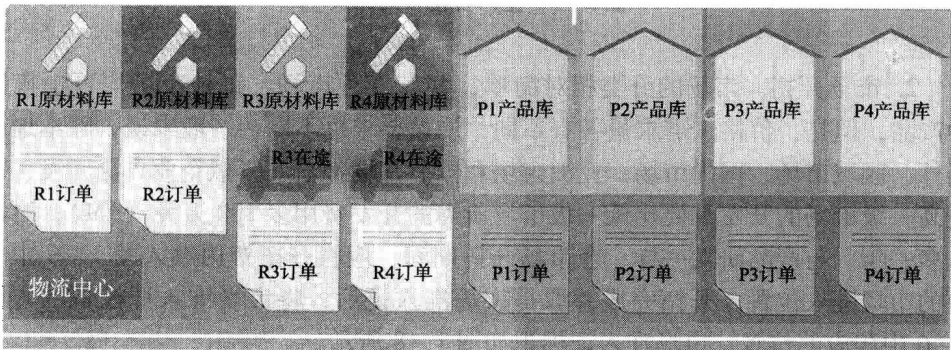 R1原材料库 R2原材料库 R3原材料库 R4原材料库 P1产品库 P2产品库 P3产品库 P4产品库
R3在途 R4在途
R1订单 R2订单
R3订单 R4订单 P1订单 P2订单 P3订单 P4订单
物流中心